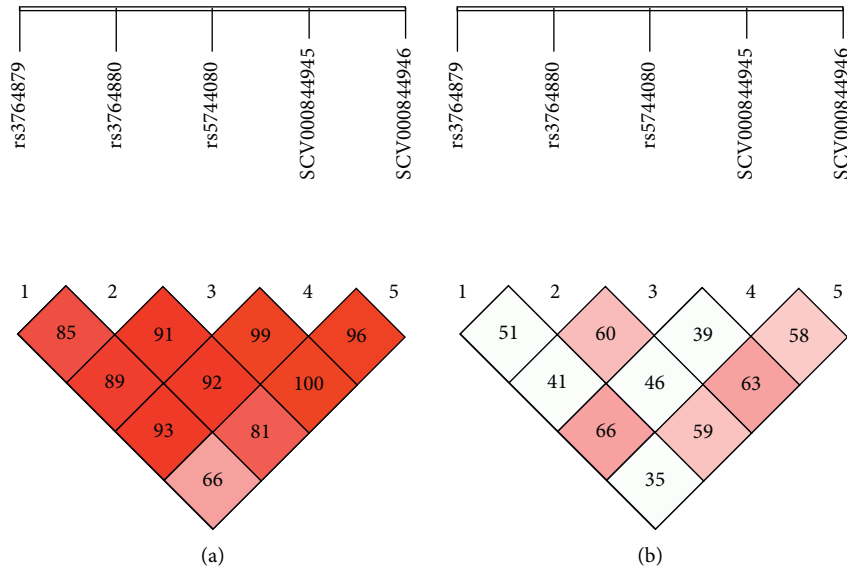 rs3764879
rs3764880
rs5744080
SCV000844945
SCV000844946
1 2 3 4 5
85 91 99 96
89 92 100
93 81
66
(a)
rs3764879
rs3764880
rs5744080
SCV000844945
SCV000844946
1 2 3 4 5
51 60 39 58
41 46 63
66 59
35
(b)